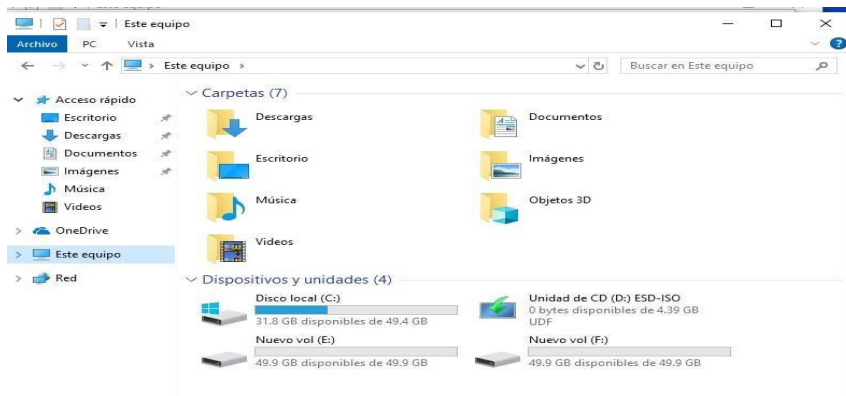 Este equipo
Archivo PC Vista
Este equipo
Buscar en Este equipo
Acceso rápido
Escritorio
Descargas
Documentos
Imágenes
Música
Videos
OneDrive
Este equipo
Red
Carpetas (7)
Descargas
Documentos
Escritorio
Imágenes
Música
Objetos 3D
Videos
Dispositivos y unidades (4)
Disco local (C:)
31.8 GB disponibles de 49.4 GB
Unidad de CD (D:) ESD-ISO
0 bytes disponibles de 4.39 GB
UDF
Nuevo vol (E:)
49.9 GB disponibles de 49.9 GB
Nuevo vol (F:)
49.9 GB disponibles de 49.9 GB